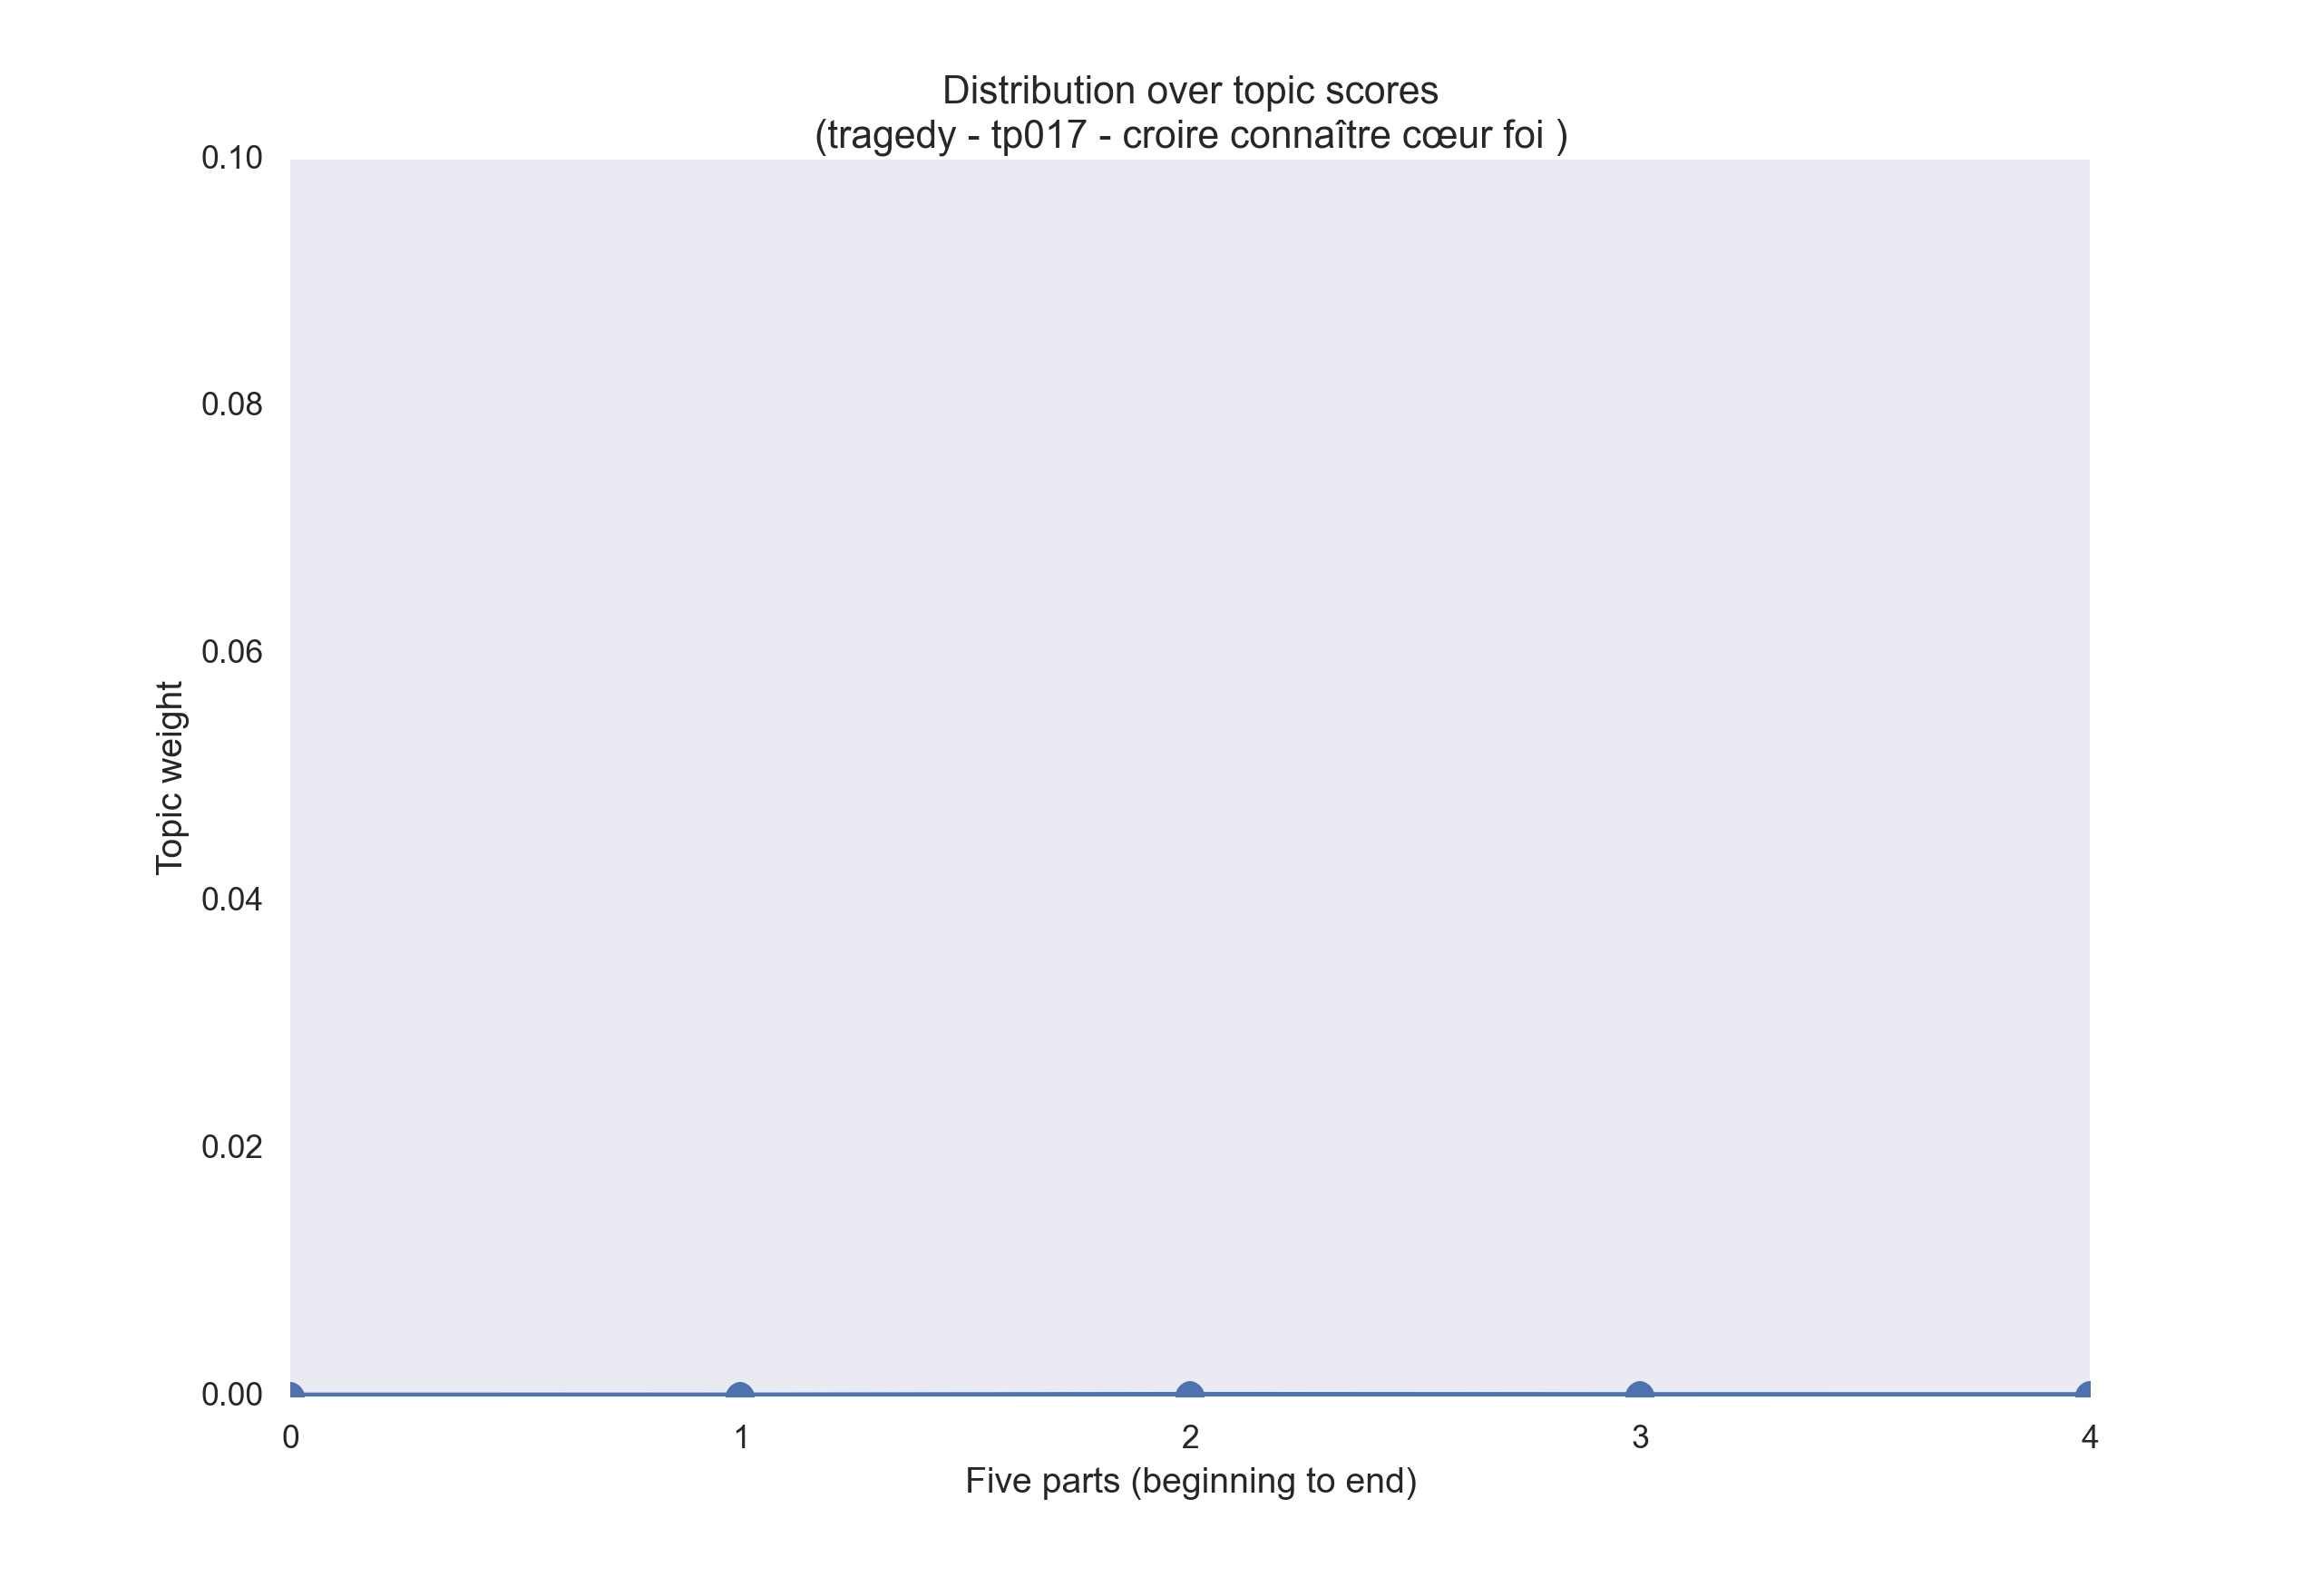 Distribution over topic scores
(tragedy - tp017 - croire connaître cœur foi )
0.10
0.08
0.06
0.04
0.02
0.00
Topic weight
0 1 2 3 4
Five parts (beginning to end)